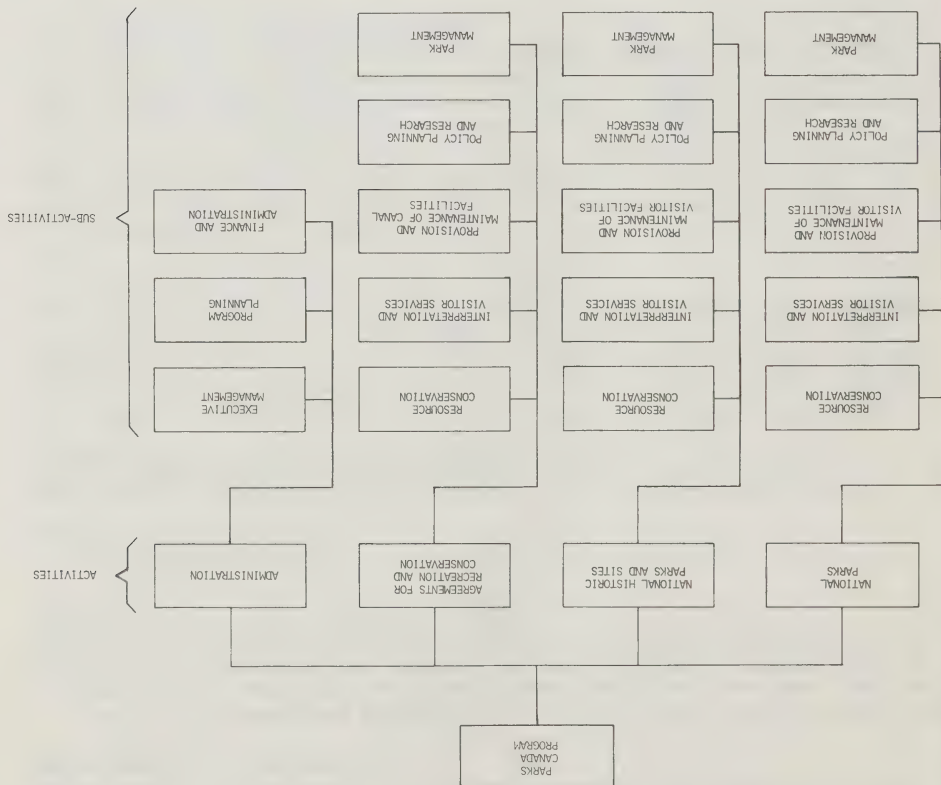 PARKS
CANADA
PROGRAM
NATIONAL
PARKS
NATIONAL HISTORIC
PARKS AND SITES
AGREEMENTS FOR
RECREATION AND
CONSERVATION
ADMINISTRATION
ACTIVITIES
RESOURCE
CONSERVATION
INTERPRETATION AND
VISITOR SERVICES
PROVISION AND
MAINTENANCE OF
VISITOR FACILITIES
POLICY PLANNING
AND RESEARCH
PARK
MANAGEMENT
RESOURCE
CONSERVATION
INTERPRETATION AND
VISITOR SERVICES
PROVISION AND
MAINTENANCE OF
VISITOR FACILITIES
POLICY PLANNING
AND RESEARCH
PARK
MANAGEMENT
RESOURCE
CONSERVATION
INTERPRETATION AND
VISITOR SERVICES
PROVISION AND
MAINTENANCE OF CANAL
FACILITIES
POLICY PLANNING
AND RESEARCH
PARK
MANAGEMENT
EXECUTIVE
MANAGEMENT
PROGRAM
PLANNING
FINANCE AND
ADMINISTRATION
SUB-ACTIVITIES